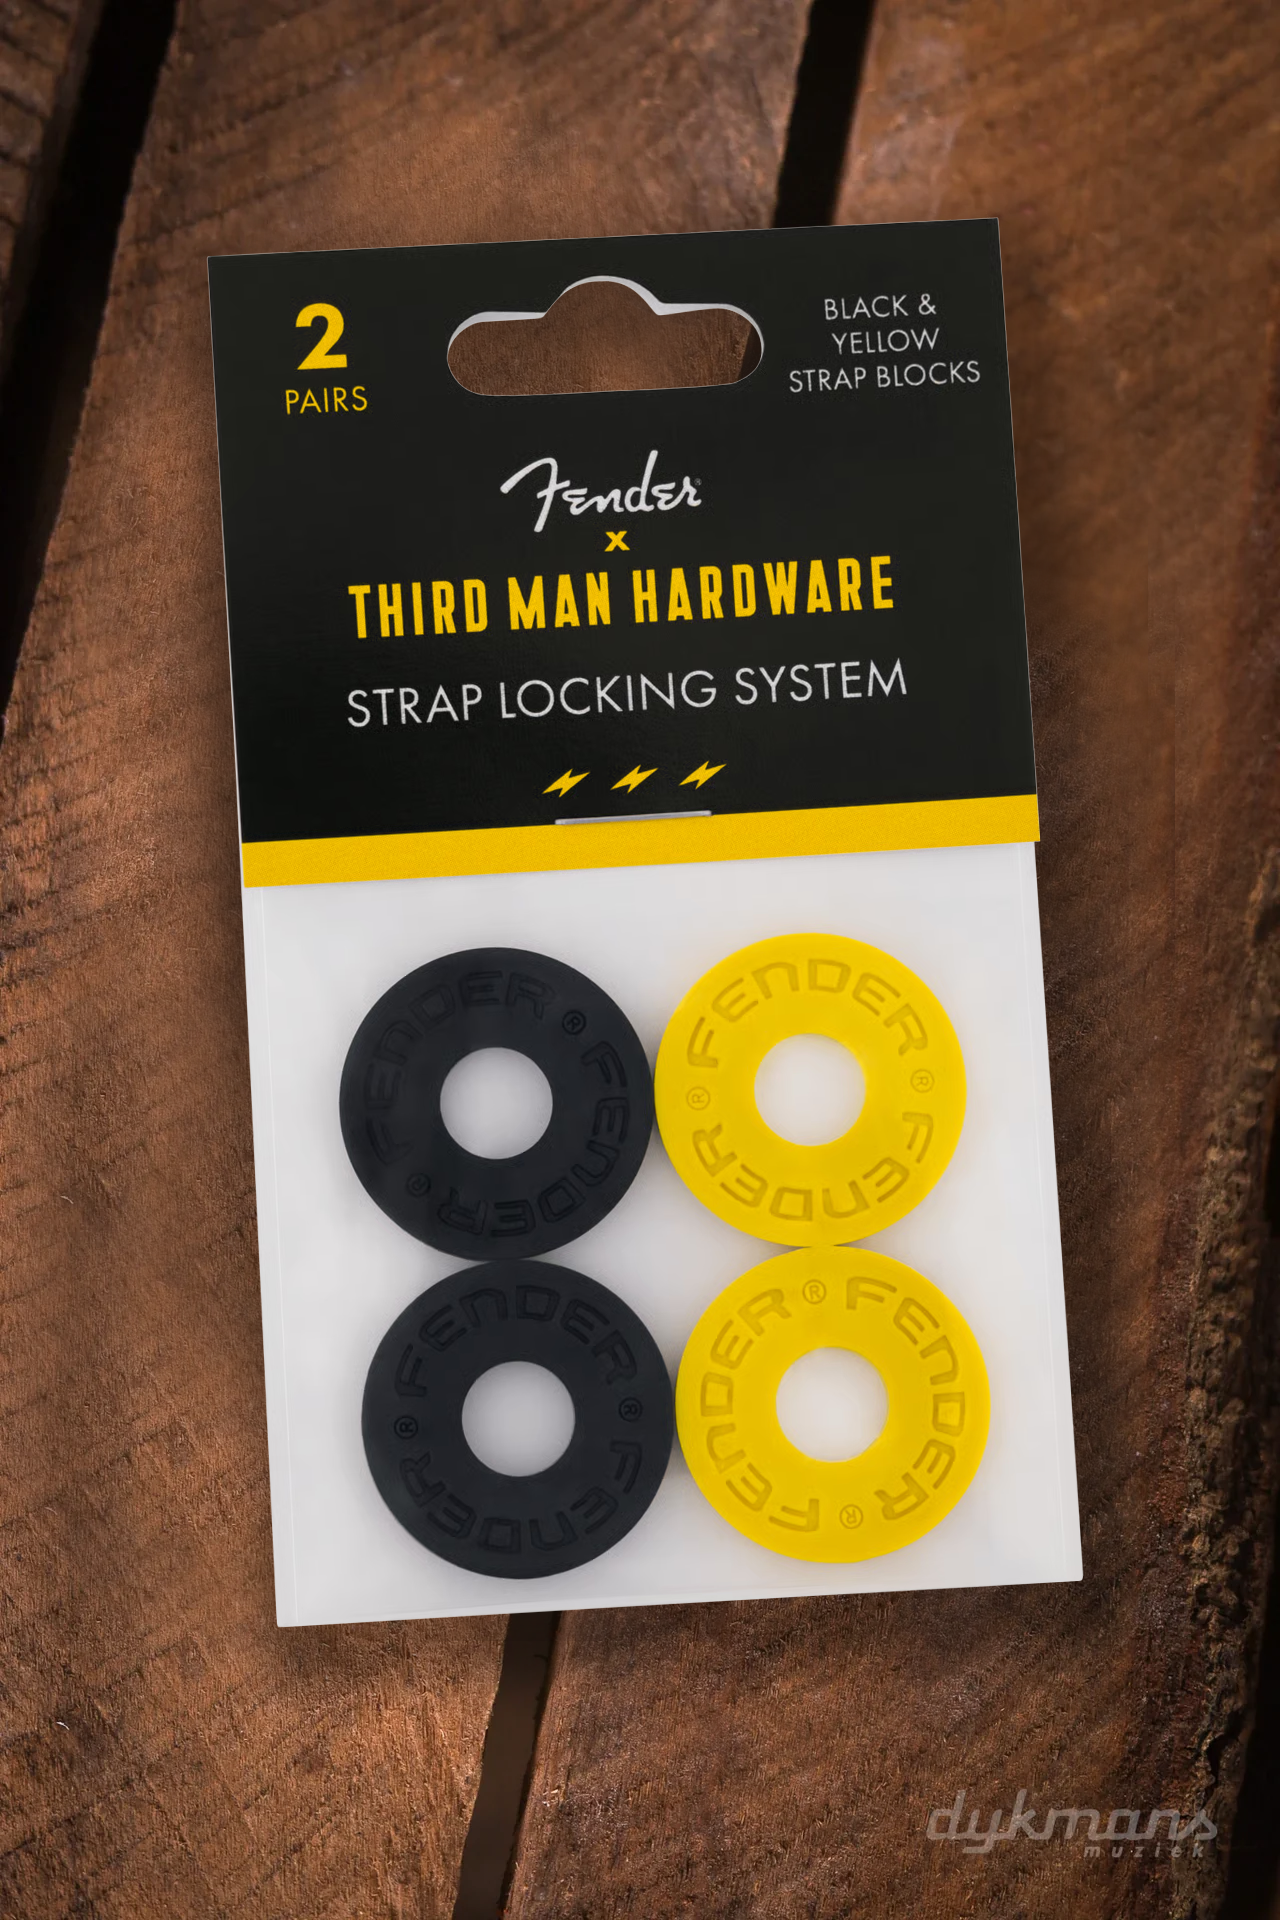 2
PAIRS
BLACK &
YELLOW
STRAP BLOCKS
Fender®
X
THIRD MAN HARDWARE
STRAP LOCKING SYSTEM
FENDER ® FENDER ®
FENDER ® FENDER ®
FENDER ® FENDER ®
FENDER ® FENDER ®
dykmans
muziek